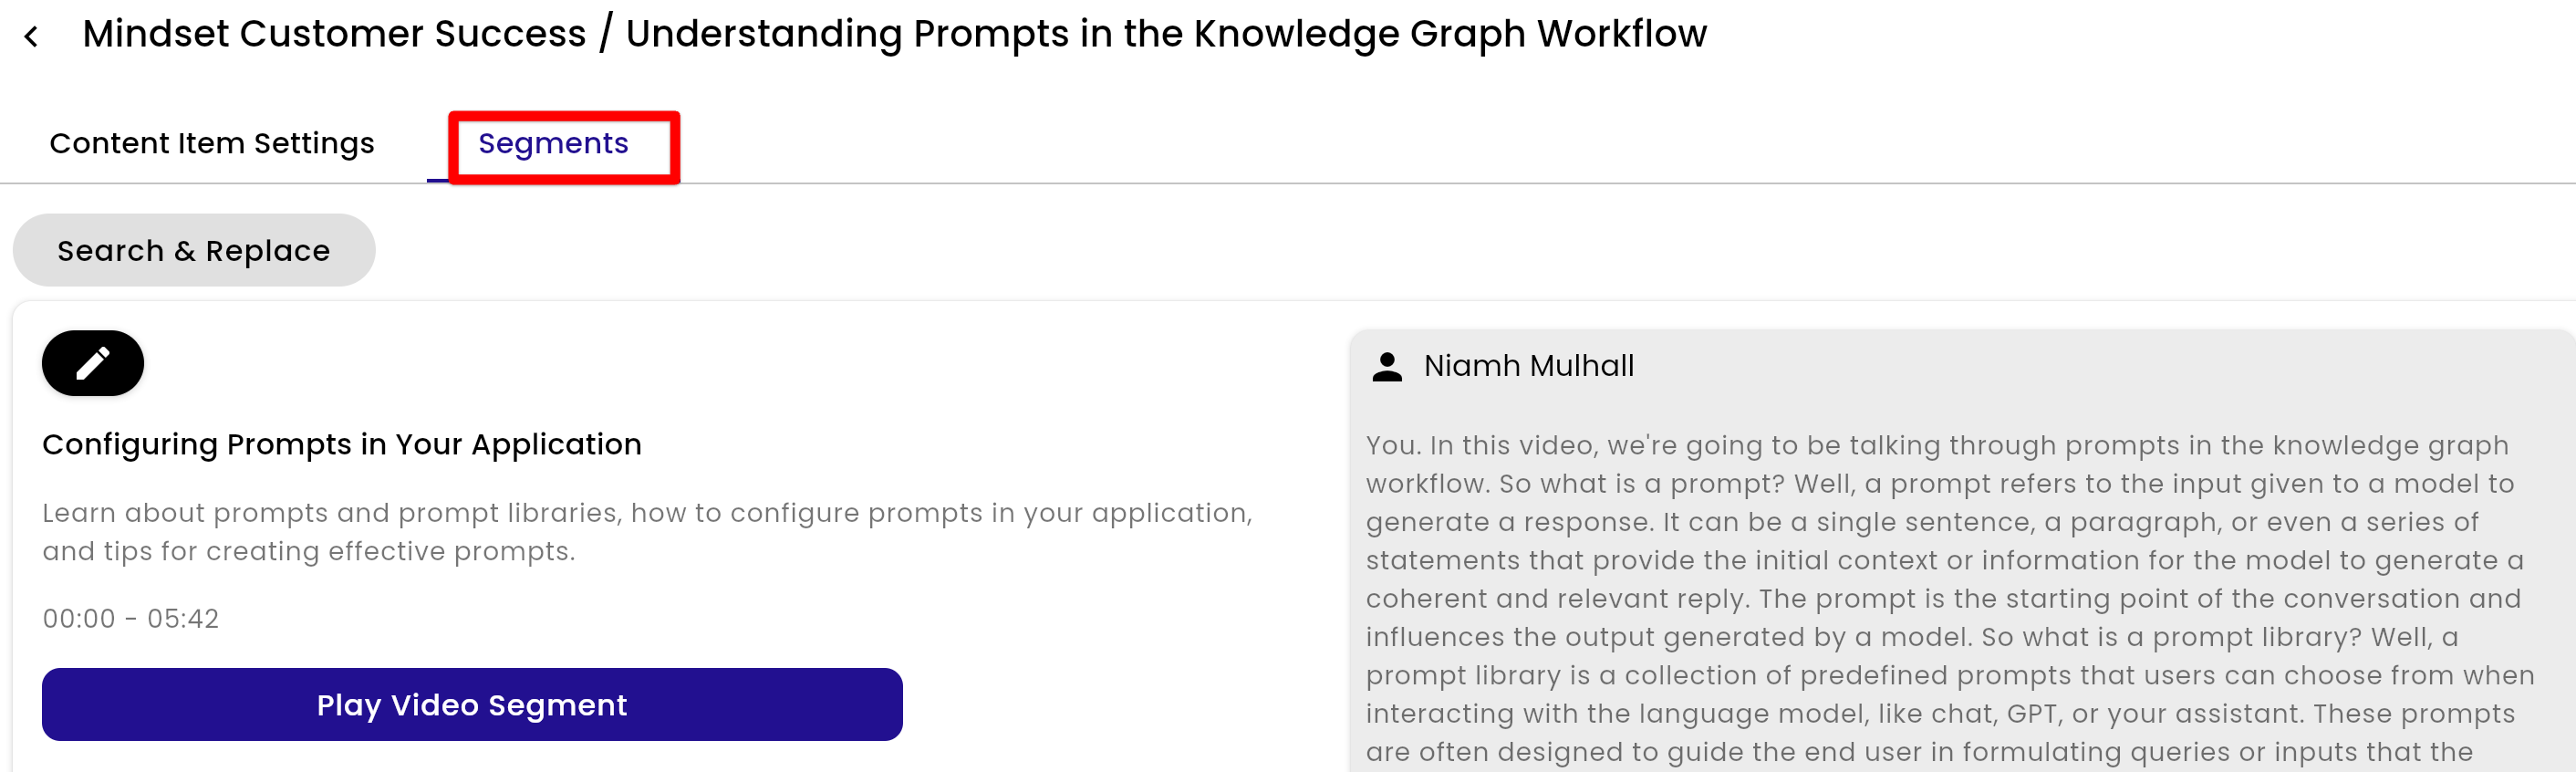 Mindset Customer Success / Understanding Prompts in the Knowledge Graph Workflow
Content Item Settings
Segments
Search & Replace
Configuring Prompts in Your Application
Learn about prompts and prompt libraries, how to configure prompts in your application,
and tips for creating effective prompts.
00:00 - 05:42
Play Video Segment
Niamh Mulhall
You. In this video, we're going to be talking through prompts in the knowledge graph
workflow. So what is a prompt? Well, a prompt refers to the input given to a model to
generate a response. It can be a single sentence, a paragraph, or even a series of
statements that provide the initial context or information for the model to generate a
coherent and relevant reply. The prompt is the starting point of the conversation and
influences the output generated by a model. So what is a prompt library? Well, a
prompt library is a collection of predefined prompts that users can choose from when
interacting with the language model, like chat, GPT, or your assistant. These prompts
are often designed to guide the end user in formulating queries or inputs that the